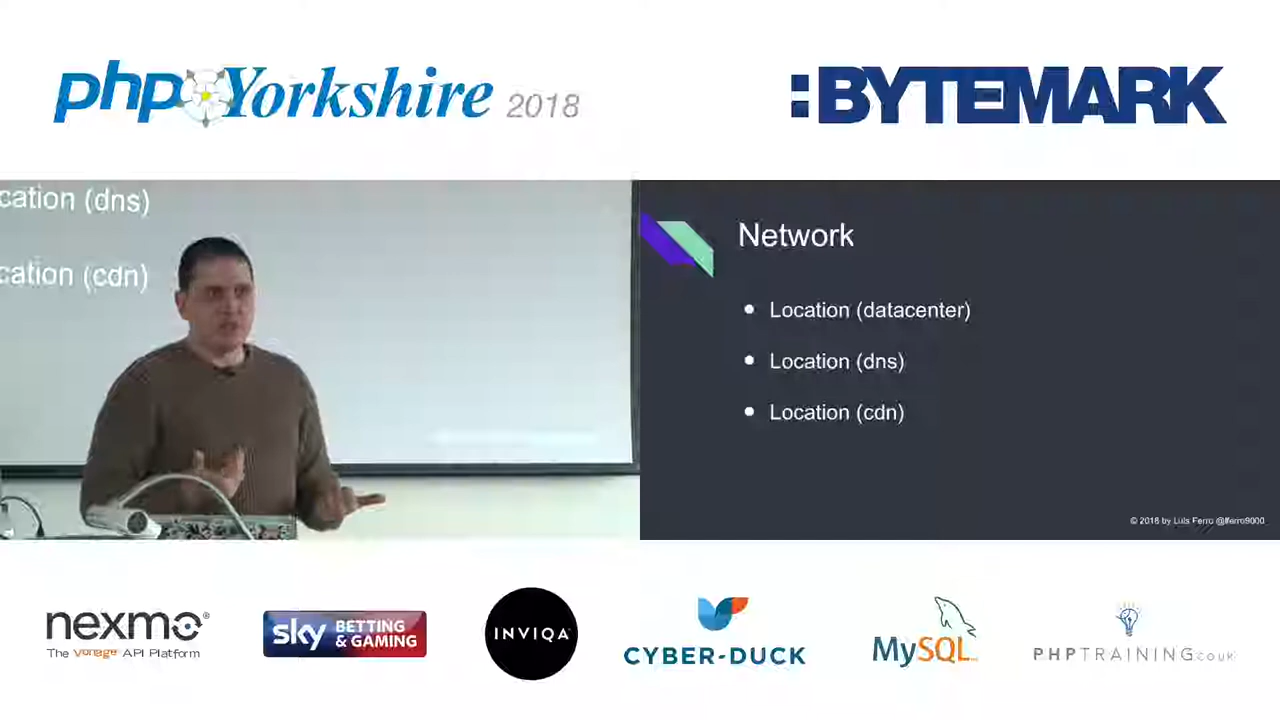 php Yorkshire 2018
:BYTEMARK
cation (dns)
cation (cdn)
Network
Location (datacenter)
Location (dns)
Location (cdn)
© 2018 by Luis Ferro @lferro9000
nexmo
The Vonage API Platform
sky BETTING & GAMING
INVIQA
CYBER-DUCK
MySQL
PHPTRAINING.co.uk